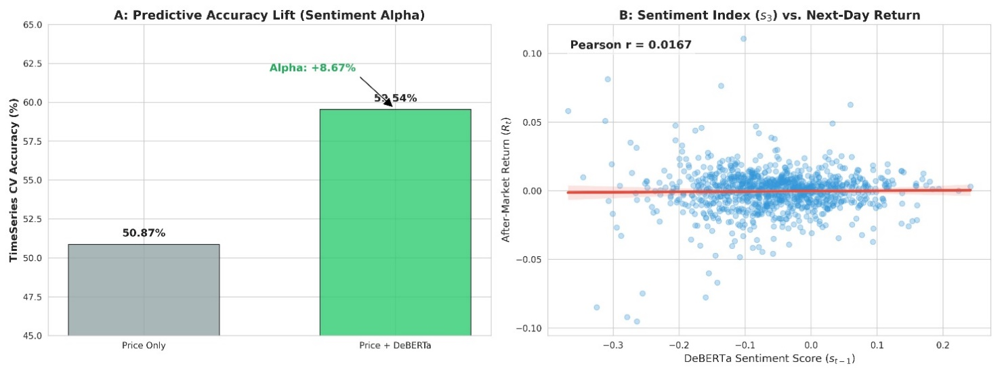 A: Predictive Accuracy Lift (Sentiment Alpha)
TimeSeries CV Accuracy (%)
65.0
62.5
60.0
57.5
55.0
52.5
50.0
47.5
45.0
Alpha: +8.67%
59.54%
50.87%
Price Only
Price + DeBERTa
B: Sentiment Index (s₃) vs. Next-Day Return
Pearson r = 0.0167
After-Market Return (Rₜ)
0.10
0.05
0.00
−0.05
−0.10
−0.3
−0.2
−0.1
0.0
0.1
0.2
DeBERTa Sentiment Score (sₜ₋₁)